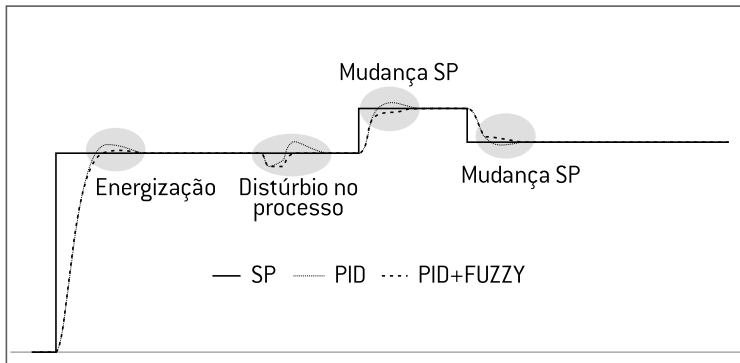 Mudança SP
Energização
Distúrbio no
processo
Mudança SP
SP
PID
PID+FUZZY